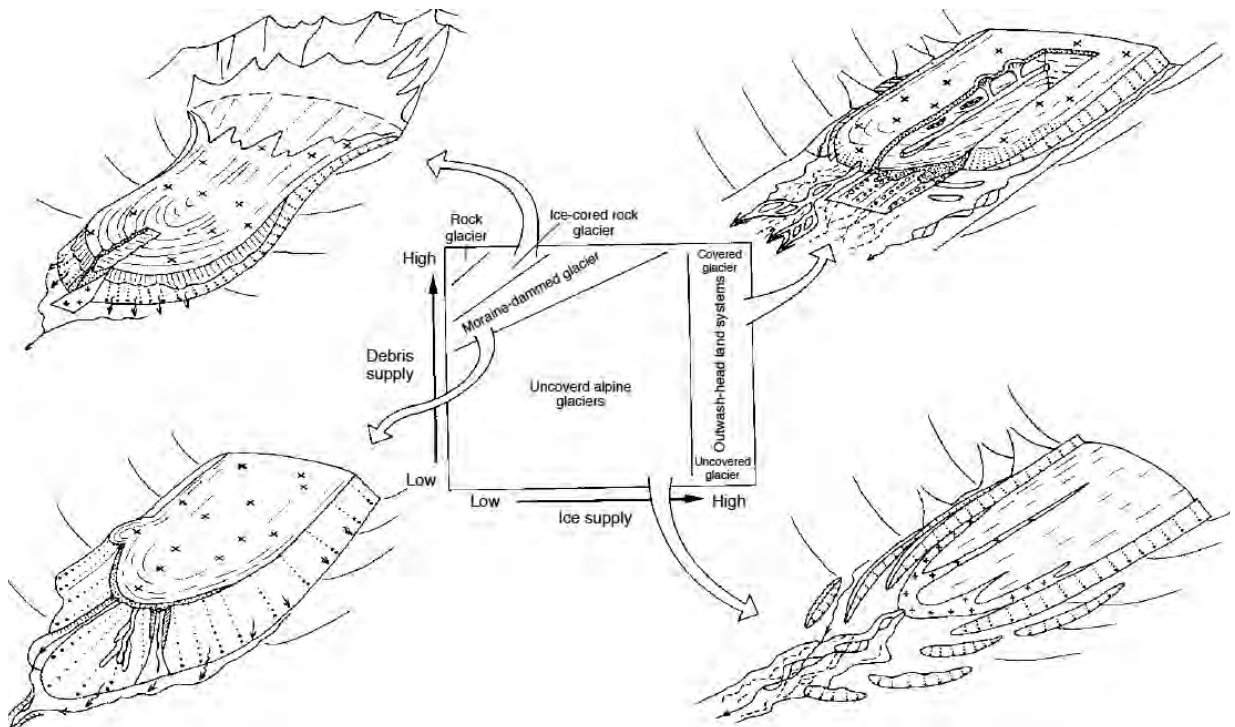 Rock
glacier
Ice-cored rock
glacier
High
Moraine-dammed glacier
Covered
glacier
Outwash-head land systems
Debris
supply
Uncoverd alpine
glaciers
Uncovered
glacier
Low
Low
High
Ice supply